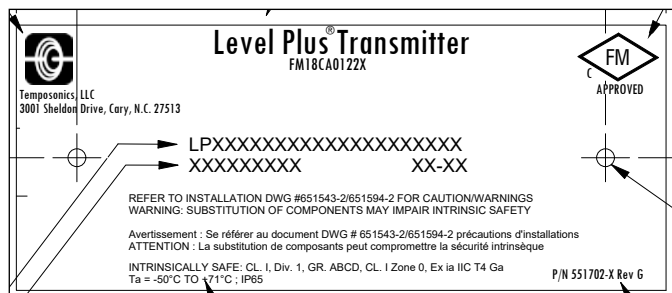 Level Plus® Transmitter
FM18CA0122X
FM
C
APPROVED
Temposonics, LLC
3001 Sheldon Drive, Cary, N.C. 27513
LPXXXXXXXXXXXXXXXXXXXX
XXXXXXXXX XX-XX
REFER TO INSTALLATION DWG #651543-2/651594-2 FOR CAUTION/WARNINGS
WARNING: SUBSTITUTION OF COMPONENTS MAY IMPAIR INTRINSIC SAFETY
Avertissement : Se référer au document DWG # 651543-2/651594-2 précautions d'installations
ATTENTION : La substitution de composants peut compromettre la sécurité intrinsèque
INTRINSICALLY SAFE: CL. I, Div. 1, GR. ABCD, CL. I Zone 0, Ex ia IIC T4 Ga
Ta = -50°C TO +71°C ; IP65
P/N 551702-X Rev G